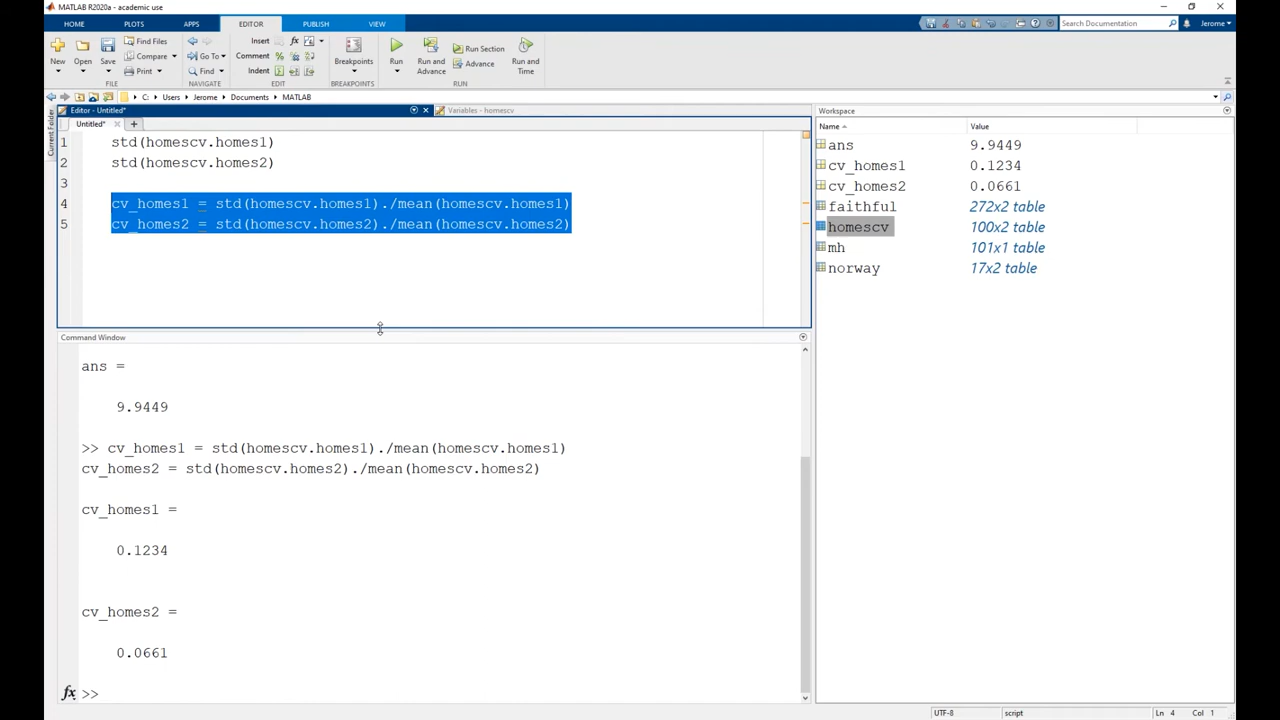 MATLAB R2020a - academic use
HOME PLOTS APPS EDITOR PUBLISH VIEW Search Documentation Jerome
New Open Save Find Files Compare Print Go To Find Insert Comment Indent fx Breakpoints Run Run and Advance Run Section Advance Run and Time
FILE NAVIGATE EDIT BREAKPOINTS RUN
C: Users Jerome Documents MATLAB
Current Folder
Editor - Untitled*
Variables - homescv
Untitled*
1 std(homescv.homes1)
2 std(homescv.homes2)
3
4 cv_homes1 = std(homescv.homes1)./mean(homescv.homes1)
5 cv_homes2 = std(homescv.homes2)./mean(homescv.homes2)
Command Window
ans =
9.9449
>> cv_homes1 = std(homescv.homes1)./mean(homescv.homes1)
cv_homes2 = std(homescv.homes2)./mean(homescv.homes2)
cv_homes1 =
0.1234
cv_homes2 =
0.0661
fx >>
Workspace
Name Value
ans 9.9449
cv_homes1 0.1234
cv_homes2 0.0661
faithful 272x2 table
homescv 100x2 table
mh 101x1 table
norway 17x2 table
UTF-8 script Ln 4 Col 1